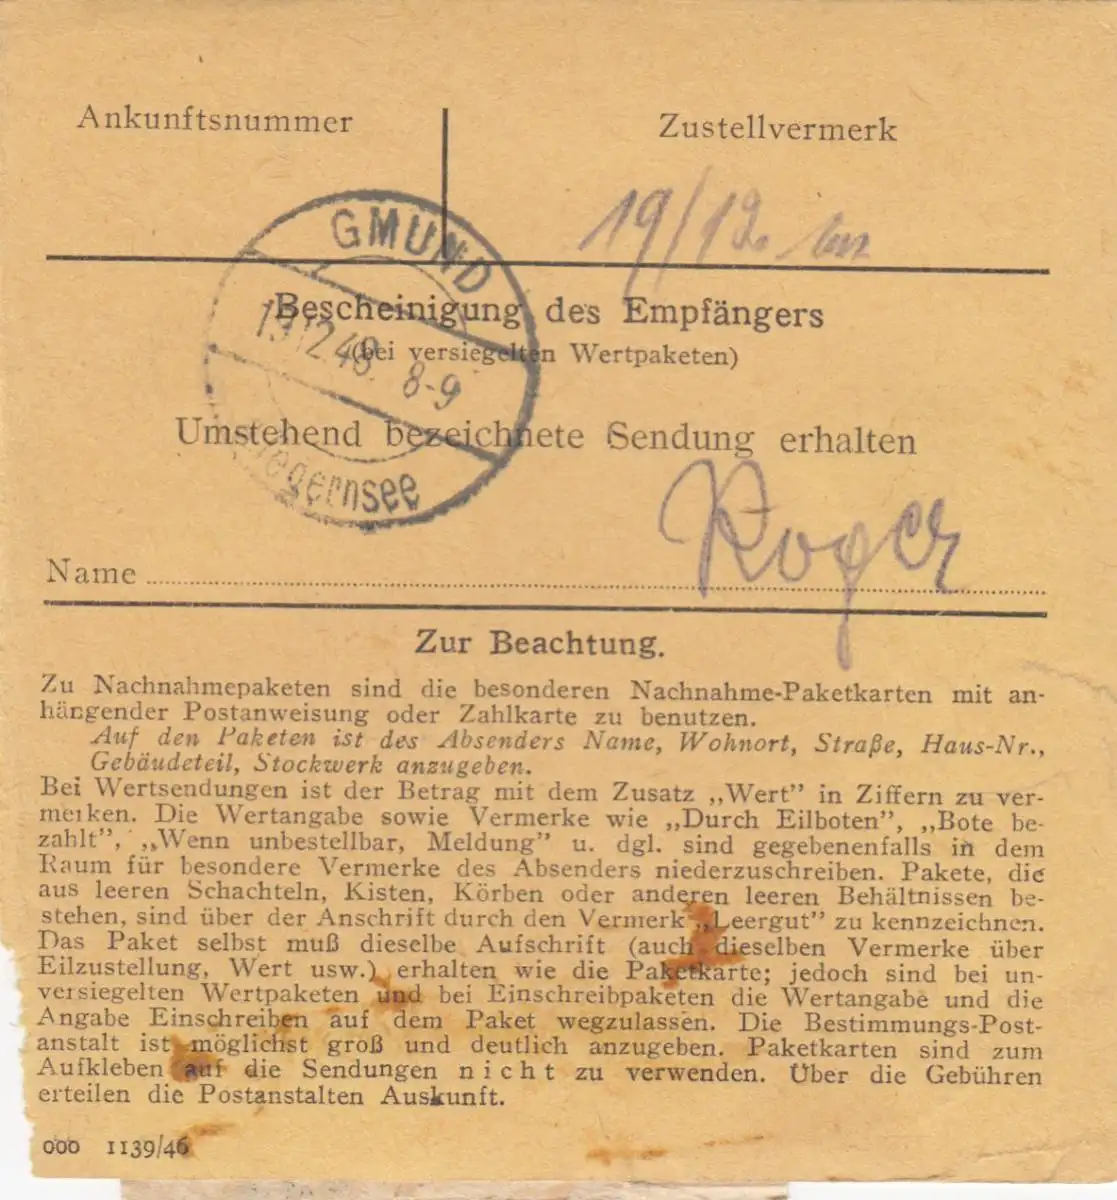 Ankunftsnummer
Zustellvermerk
19/12.
GMUND
19.12.48. 8-9
Tegernsee
Bescheinigung des Empfängers
(bei versiegelten Wertpaketen)
Umstehend bezeichnete Sendung erhalten
Name
Roger
Zur Beachtung.
Zu Nachnahmepaketen sind die besonderen Nachnahme-Paketkarten mit an-
hängender Postanweisung oder Zahlkarte zu benutzen.
Auf den Paketen ist des Absenders Name, Wohnort, Straße, Haus-Nr.,
Gebäudeteil, Stockwerk anzugeben.
Bei Wertsendungen ist der Betrag mit dem Zusatz „Wert” in Ziffern zu ver-
merken. Die Wertangabe sowie Vermerke wie „Durch Eilboten”, „Bote be-
zahlt”, „Wenn unbestellbar, Meldung” u. dgl. sind gegebenenfalls in dem
Raum für besondere Vermerke des Absenders niederzuschreiben. Pakete, die
aus leeren Schachteln, Kisten, Körben oder anderen leeren Behältnissen be-
stehen, sind über der Anschrift durch den Vermerk „Leergut” zu kennzeichnen.
Das Paket selbst muß dieselbe Aufschrift (auch dieselben Vermerke über
Eilzustellung, Wert usw.) erhalten wie die Paketkarte; jedoch sind bei un-
versiegelten Wertpaketen und bei Einschreibpaketen die Wertangabe und die
Angabe Einschreiben auf dem Paket wegzulassen. Die Bestimmungs-Post-
anstalt ist möglichst groß und deutlich anzugeben. Paketkarten sind zum
Aufkleben auf die Sendungen nicht zu verwenden. Über die Gebühren
erteilen die Postanstalten Auskunft.
000 1139/46